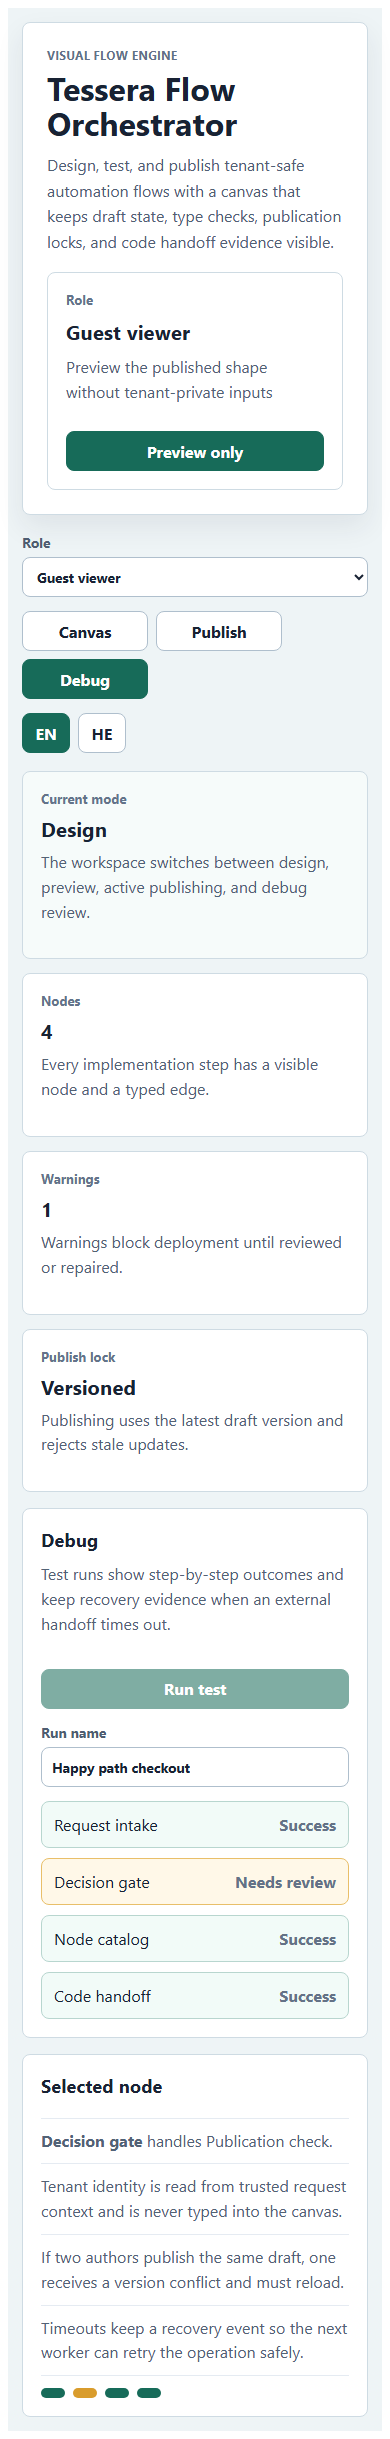 VISUAL FLOW ENGINE
Tessera Flow
Orchestrator
Design, test, and publish tenant-safe
automation flows with a canvas that
keeps draft state, type checks, publication
locks, and code handoff evidence visible.
Role
Guest viewer
Preview the published shape
without tenant-private inputs
Preview only
Role
Guest viewer
Canvas
Publish
Debug
EN
HE
Current mode
Design
The workspace switches between design,
preview, active publishing, and debug
review.
Nodes
4
Every implementation step has a visible
node and a typed edge.
Warnings
1
Warnings block deployment until reviewed
or repaired.
Publish lock
Versioned
Publishing uses the latest draft version and
rejects stale updates.
Debug
Test runs show step-by-step outcomes and
keep recovery evidence when an external
handoff times out.
Run test
Run name
Happy path checkout
Request intake Success
Decision gate Needs review
Node catalog Success
Code handoff Success
Selected node
Decision gate handles Publication check.
Tenant identity is read from trusted request
context and is never typed into the canvas.
If two authors publish the same draft, one
receives a version conflict and must reload.
Timeouts keep a recovery event so the next
worker can retry the operation safely.